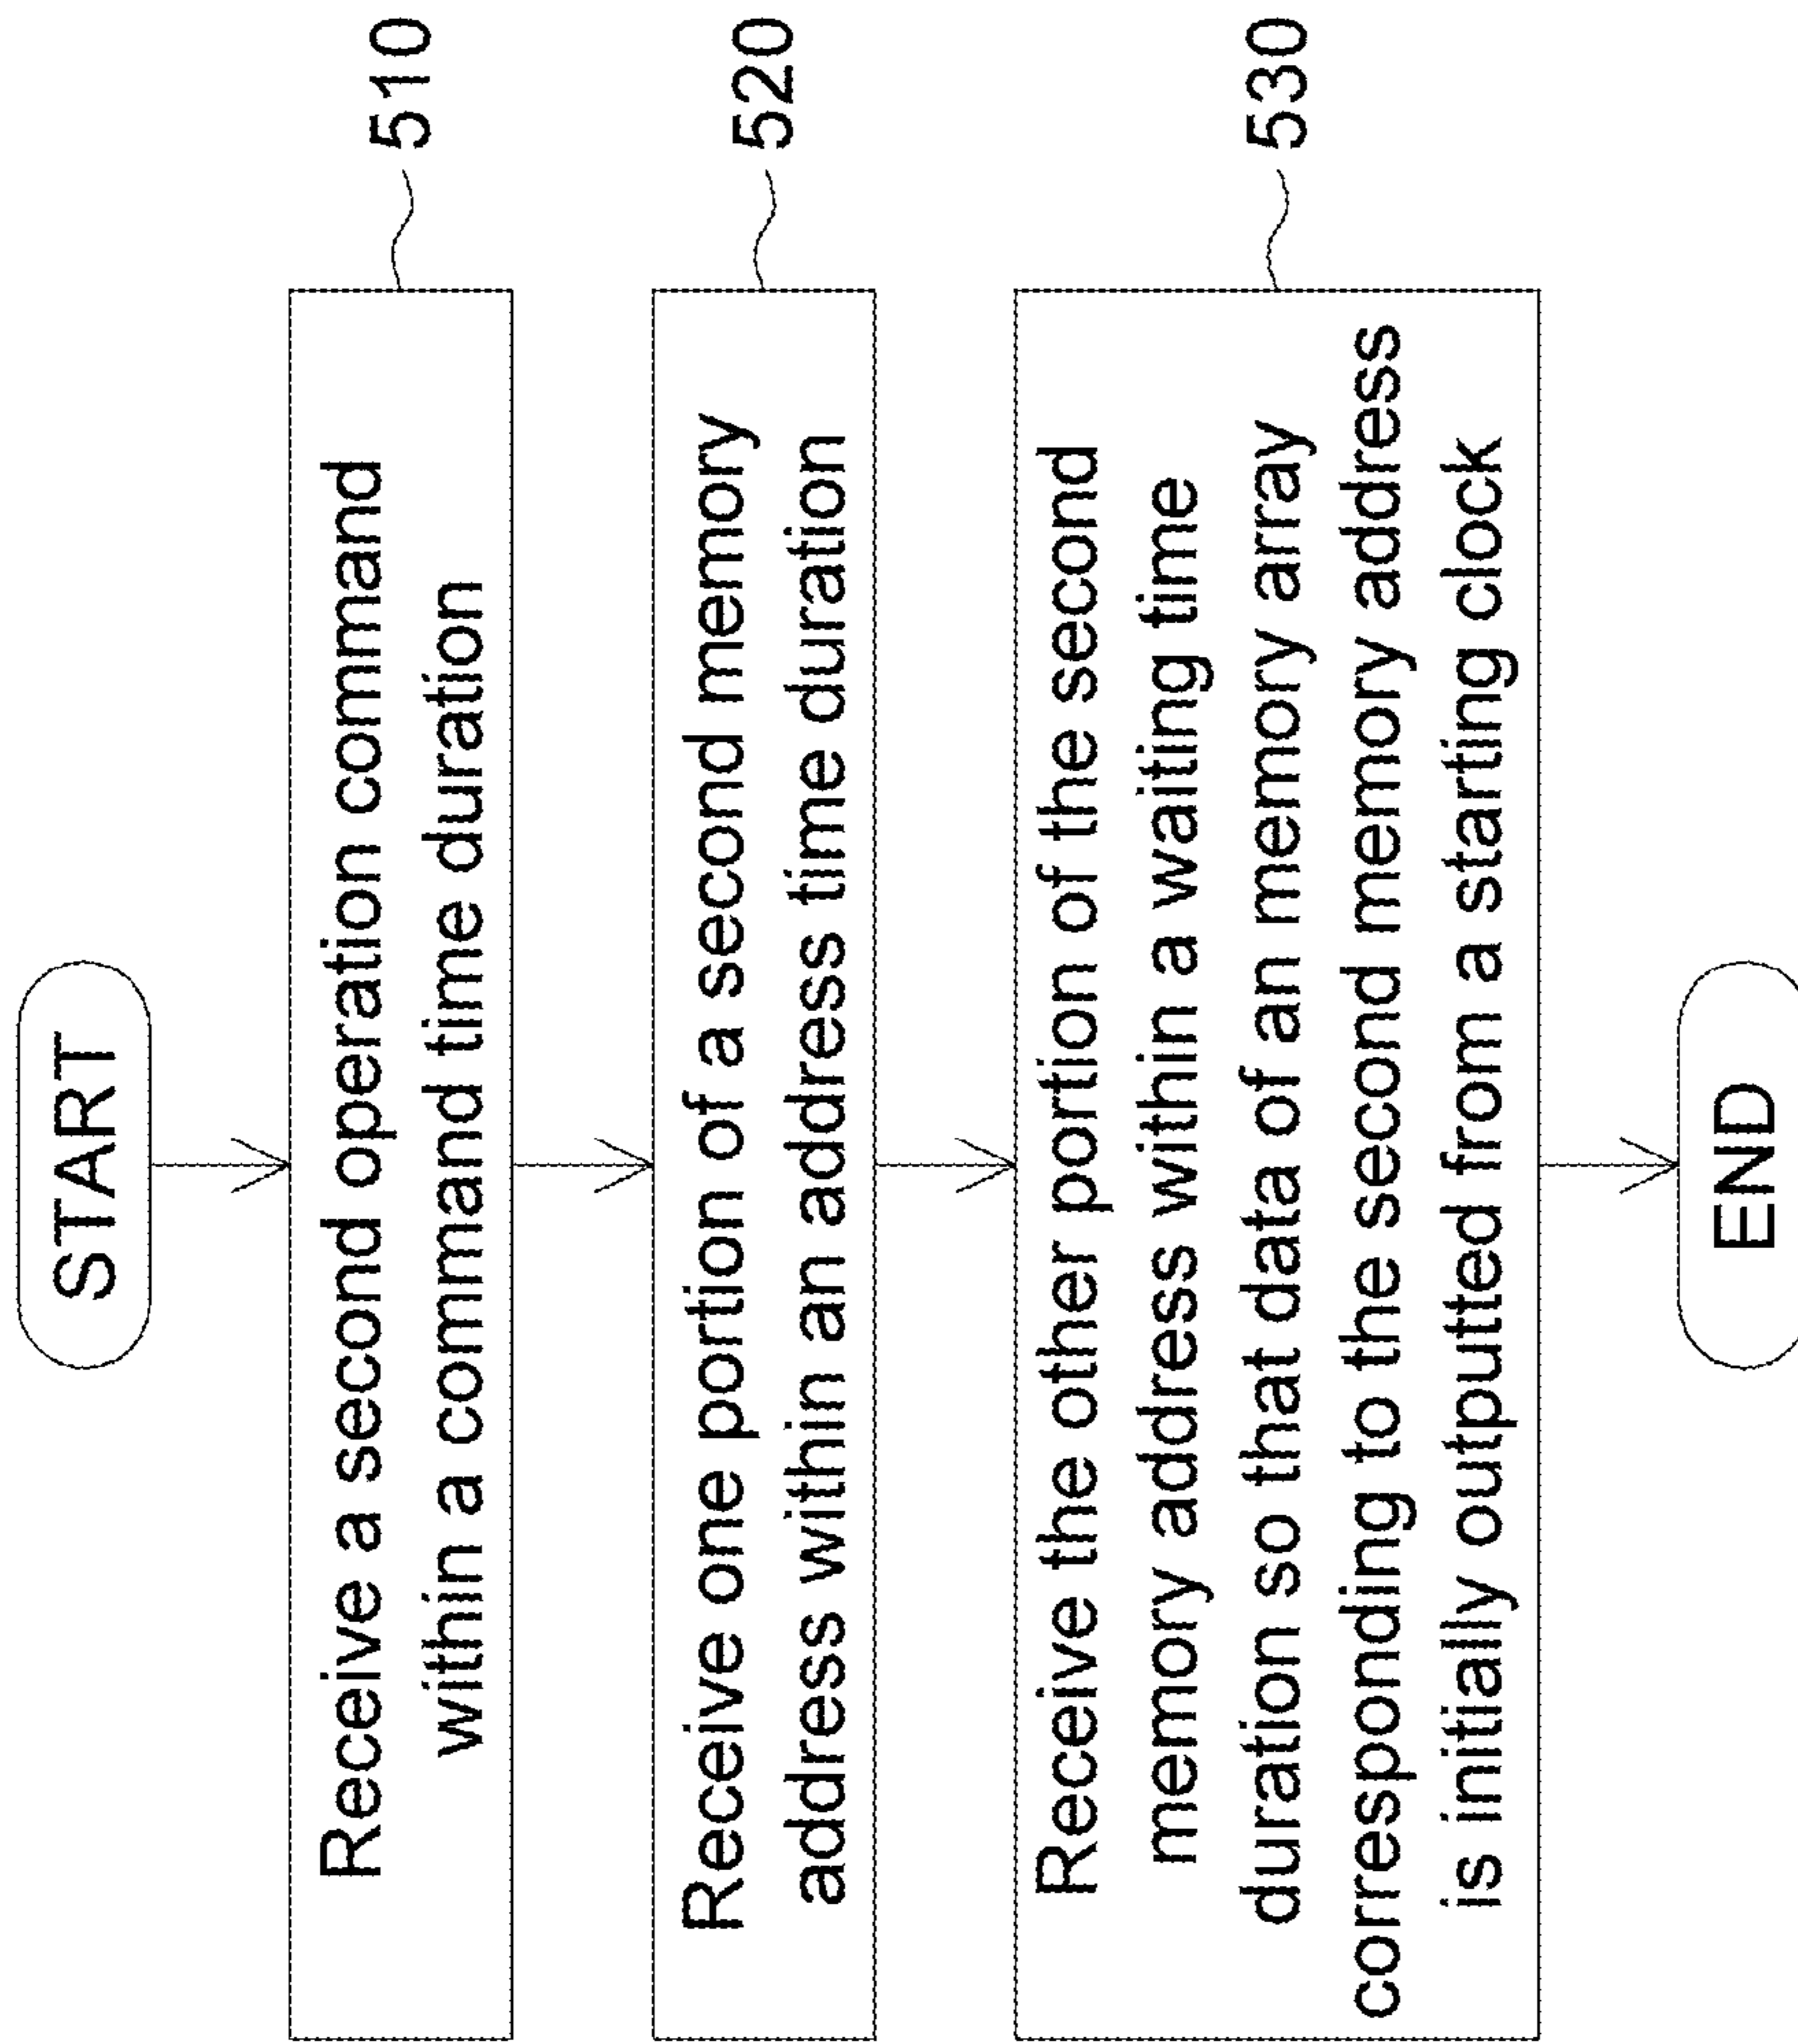 START
Receive a second operation command
within a command time duration
510
Receive one portion of a second memory
address within an address time duration
520
Receive the other portion of the second
memory address within a waiting time
duration so that data of an memory array
corresponding to the second memory address
is initially outputted from a starting clock
530
END